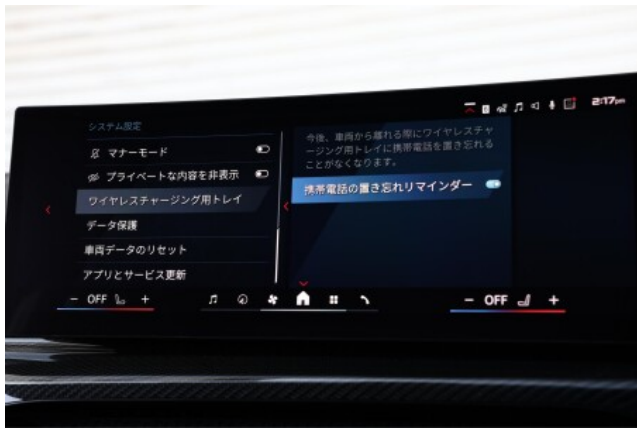 2:17pm
システム設定
マナーモード
プライベートな内容を非表示
ワイヤレスチャージング用トレイ
データ保護
車両データのリセット
アプリとサービス更新
今後、車両から離れる際にワイヤレスチャ
ージング用トレイに携帯電話を置き忘れる
ことがなくなります。
携帯電話の置き忘れリマインダー
− OFF +
− OFF +